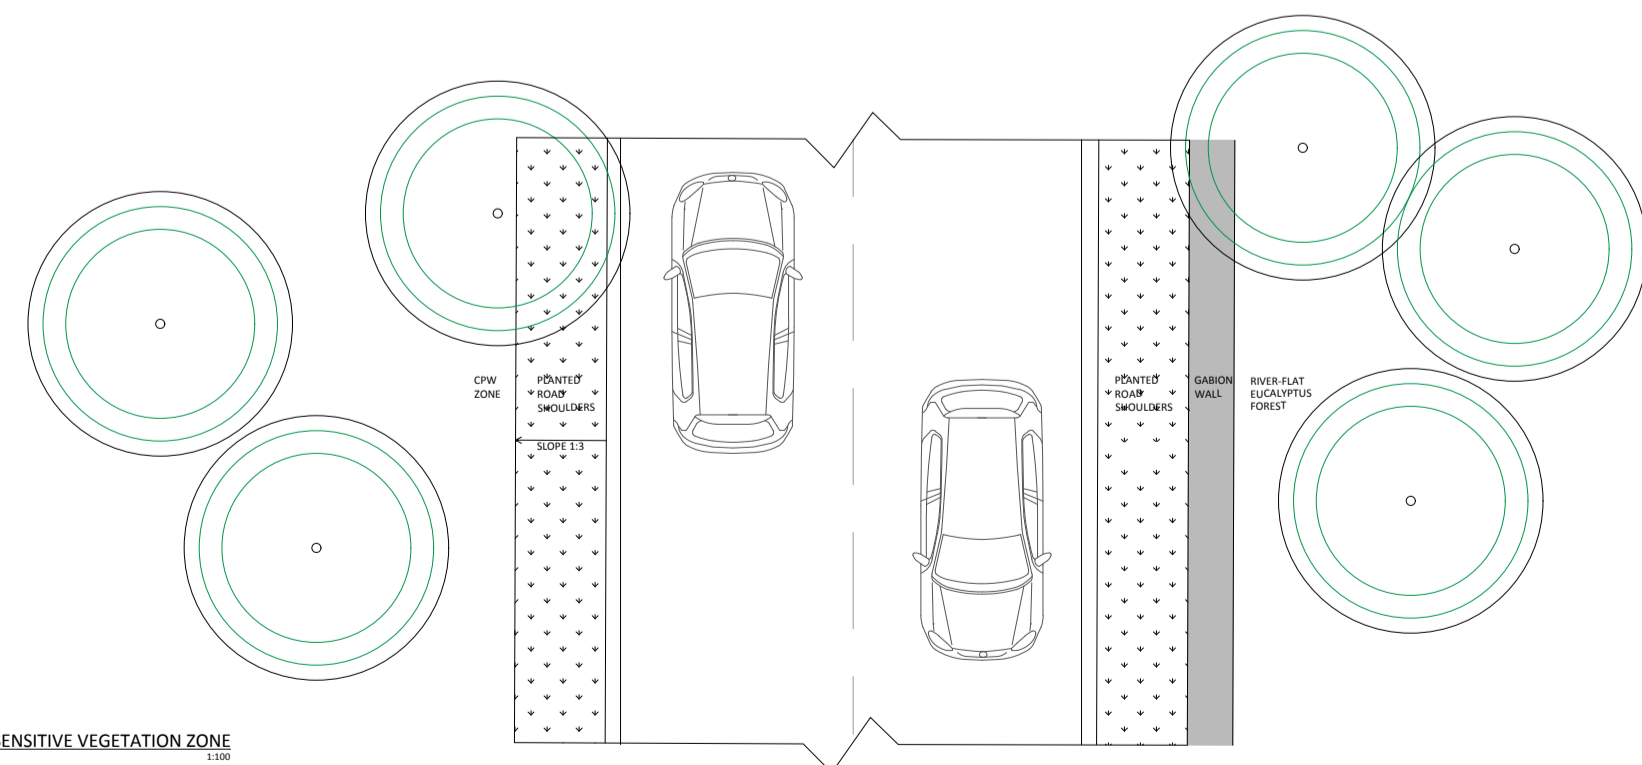 CPW
ZONE
PLANTED
ROAD
SHOULDERS
SLOPE 1:3
PLANTED
ROAD
SHOULDERS
GABION
WALL
RIVER-FLAT
EUCALYPTUS
FOREST
ENSITIVE VEGETATION ZONE
1:100